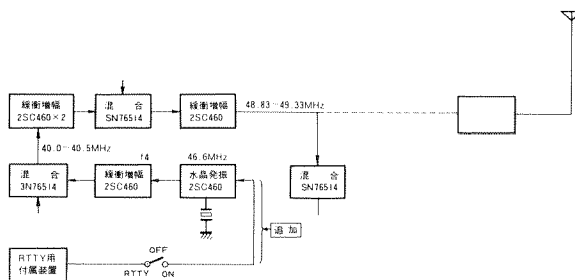 緩衝増幅
2SC460×2
混　合
SN76514
緩衝増幅
2SC460
48.83~49.33MHz
40.0~40.5MHz
混　合
3N76514
f4
緩衝増幅
2SC460
46.6MHz
水晶発振
2SC460
混　合
SN76514
追加
RTTY用
付属装置
OFF
RTTY
ON